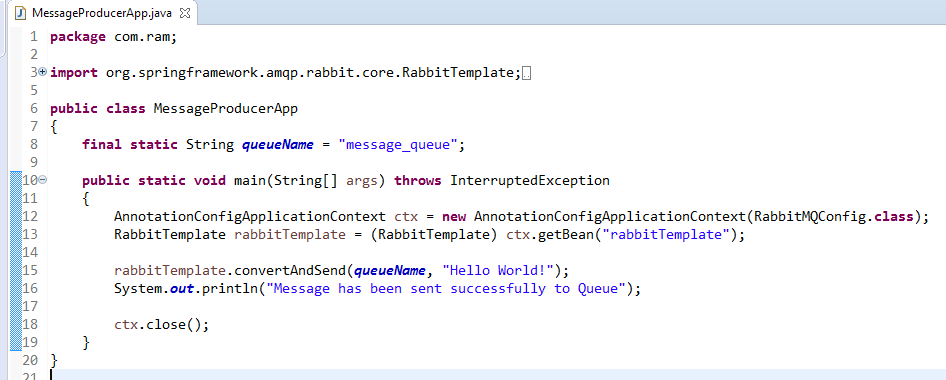 MessageProducerApp.java
1 package com.ram;
2
3 import org.springframework.amqp.rabbit.core.RabbitTemplate;
5
6 public class MessageProducerApp
7 {
8     final static String queueName = "message_queue";
9
10     public static void main(String[] args) throws InterruptedException
11     {
12         AnnotationConfigApplicationContext ctx = new AnnotationConfigApplicationContext(RabbitMQConfig.class);
13         RabbitTemplate rabbitTemplate = (RabbitTemplate) ctx.getBean("rabbitTemplate");
14
15         rabbitTemplate.convertAndSend(queueName, "Hello World!");
16         System.out.println("Message has been sent successfully to Queue");
17
18         ctx.close();
19     }
20 }
21